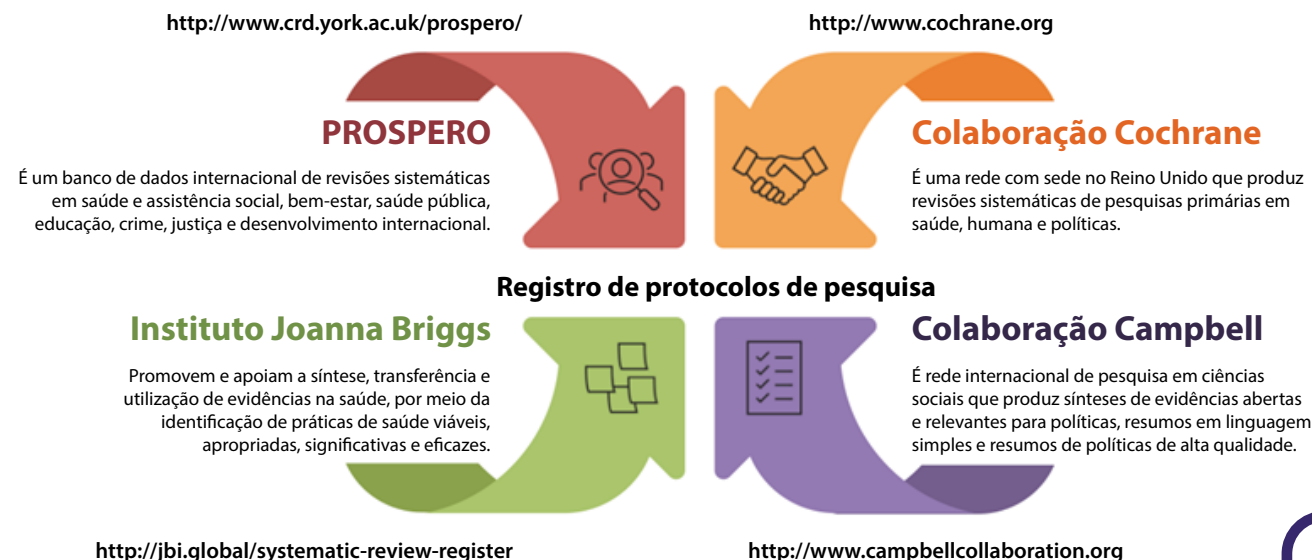 http://www.crd.york.ac.uk/prospero/
http://www.cochrane.org
PROSPERO
É um banco de dados internacional de revisões sistemáticas
em saúde e assistência social, bem-estar, saúde pública,
educação, crime, justiça e desenvolvimento internacional.
Colaboração Cochrane
É uma rede com sede no Reino Unido que produz
revisões sistemáticas de pesquisas primárias em
saúde, humana e políticas.
Registro de protocolos de pesquisa
Instituto Joanna Briggs
Promovem e apoiam a síntese, transferência e
utilização de evidências na saúde, por meio da
identificação de práticas de saúde viáveis,
apropriadas, significativas e eficazes.
Colaboração Campbell
É rede internacional de pesquisa em ciências
sociais que produz sínteses de evidências abertas
e relevantes para políticas, resumos em linguagem
simples e resumos de políticas de alta qualidade.
http://jbi.global/systematic-review-register
http://www.campbellcollaboration.org